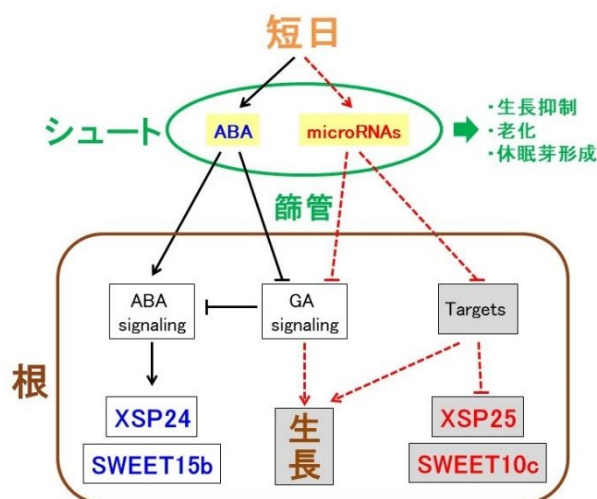 短日
シュート
ABA
microRNAs
・生長抑制
・老化
・休眠芽形成
篩管
根
ABA
signaling
GA
signaling
Targets
XSP24
SWEET15b
生
長
XSP25
SWEET10c